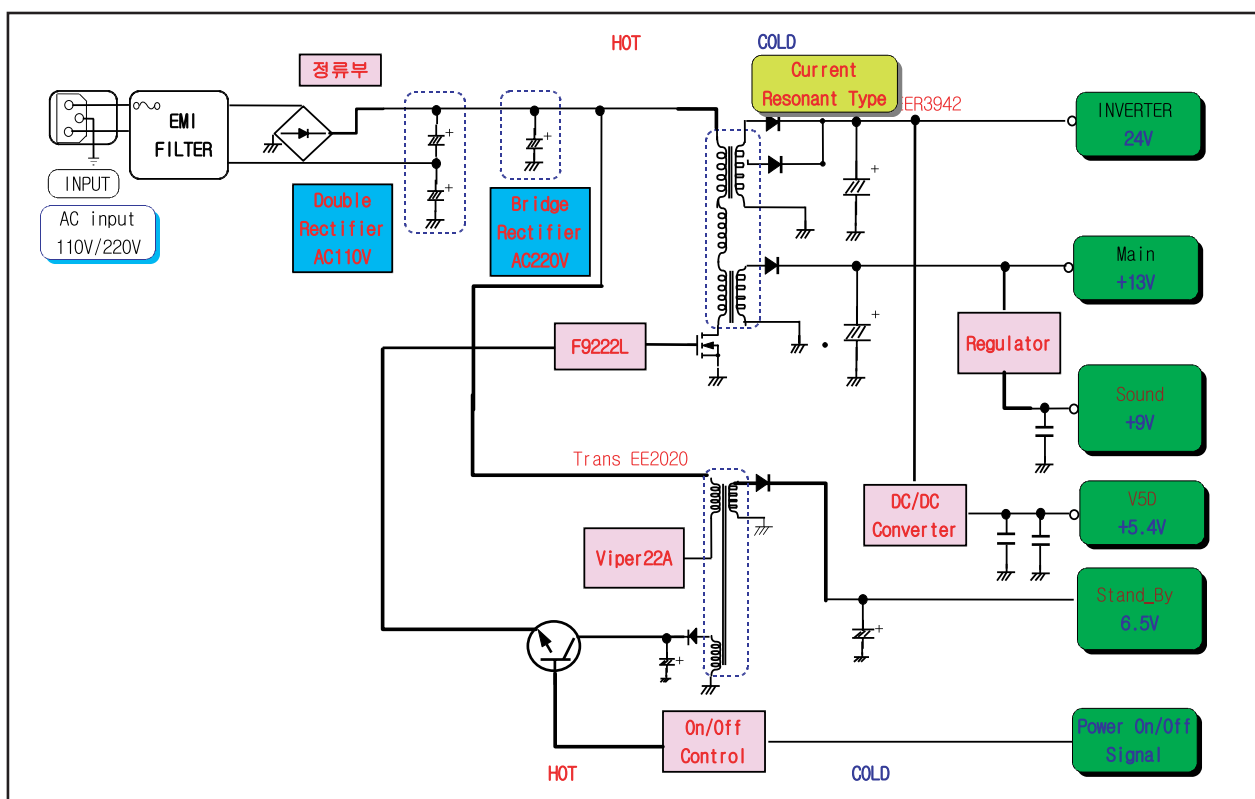 HOT
COLD
정류부
Current
Resonant Type
ER3942
EMI
FILTER
INPUT
AC input
110V/220V
Double
Rectifier
AC110V
Bridge
Rectifier
AC220V
INVERTER
24V
Main
+13V
F9222L
Regulator
Sound
+9V
Trans EE2020
DC/DC
Converter
V5D
+5.4V
Viper22A
Stand_By
6.5V
On/Off
Control
Power On/Off
Signal
HOT
COLD